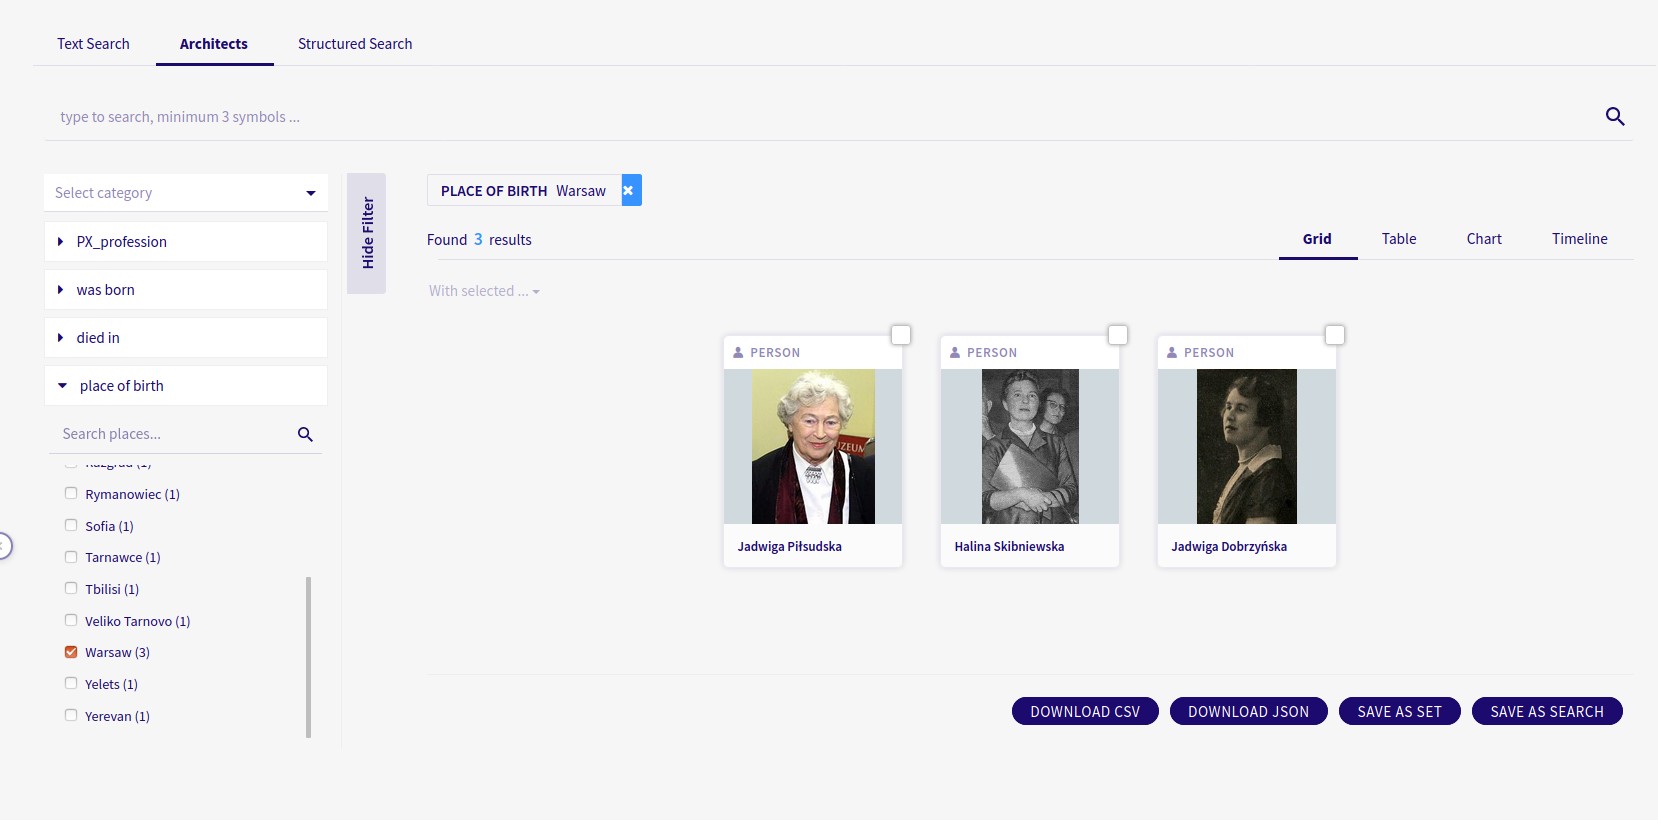 Text Search
Architects
Structured Search
type to search, minimum 3 symbols ...
Select category
PX_profession
was born
died in
place of birth
Search places...
Razgrad (1)
Rymanowiec (1)
Sofia (1)
Tarnawce (1)
Tbilisi (1)
Veliko Tarnovo (1)
Warsaw (3)
Yelets (1)
Yerevan (1)
Hide Filter
PLACE OF BIRTH Warsaw
Found 3 results
Grid
Table
Chart
Timeline
With selected ...
PERSON
UZEUM
Jadwiga Piłsudska
PERSON
Halina Skibniewska
PERSON
Jadwiga Dobrzyńska
DOWNLOAD CSV
DOWNLOAD JSON
SAVE AS SET
SAVE AS SEARCH